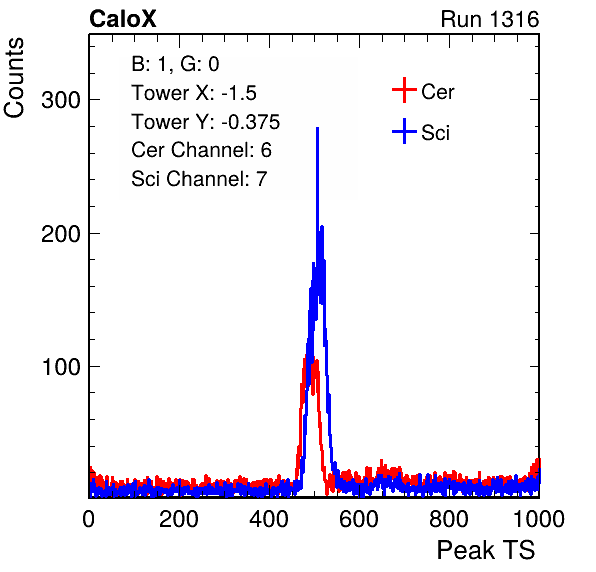 CaloX Run 1316
B: 1, G: 0
Tower X: -1.5
Tower Y: -0.375
Cer Channel: 6
Sci Channel: 7
Cer
Sci
Counts
300
200
100
0 200 400 600 800 1000
Peak TS